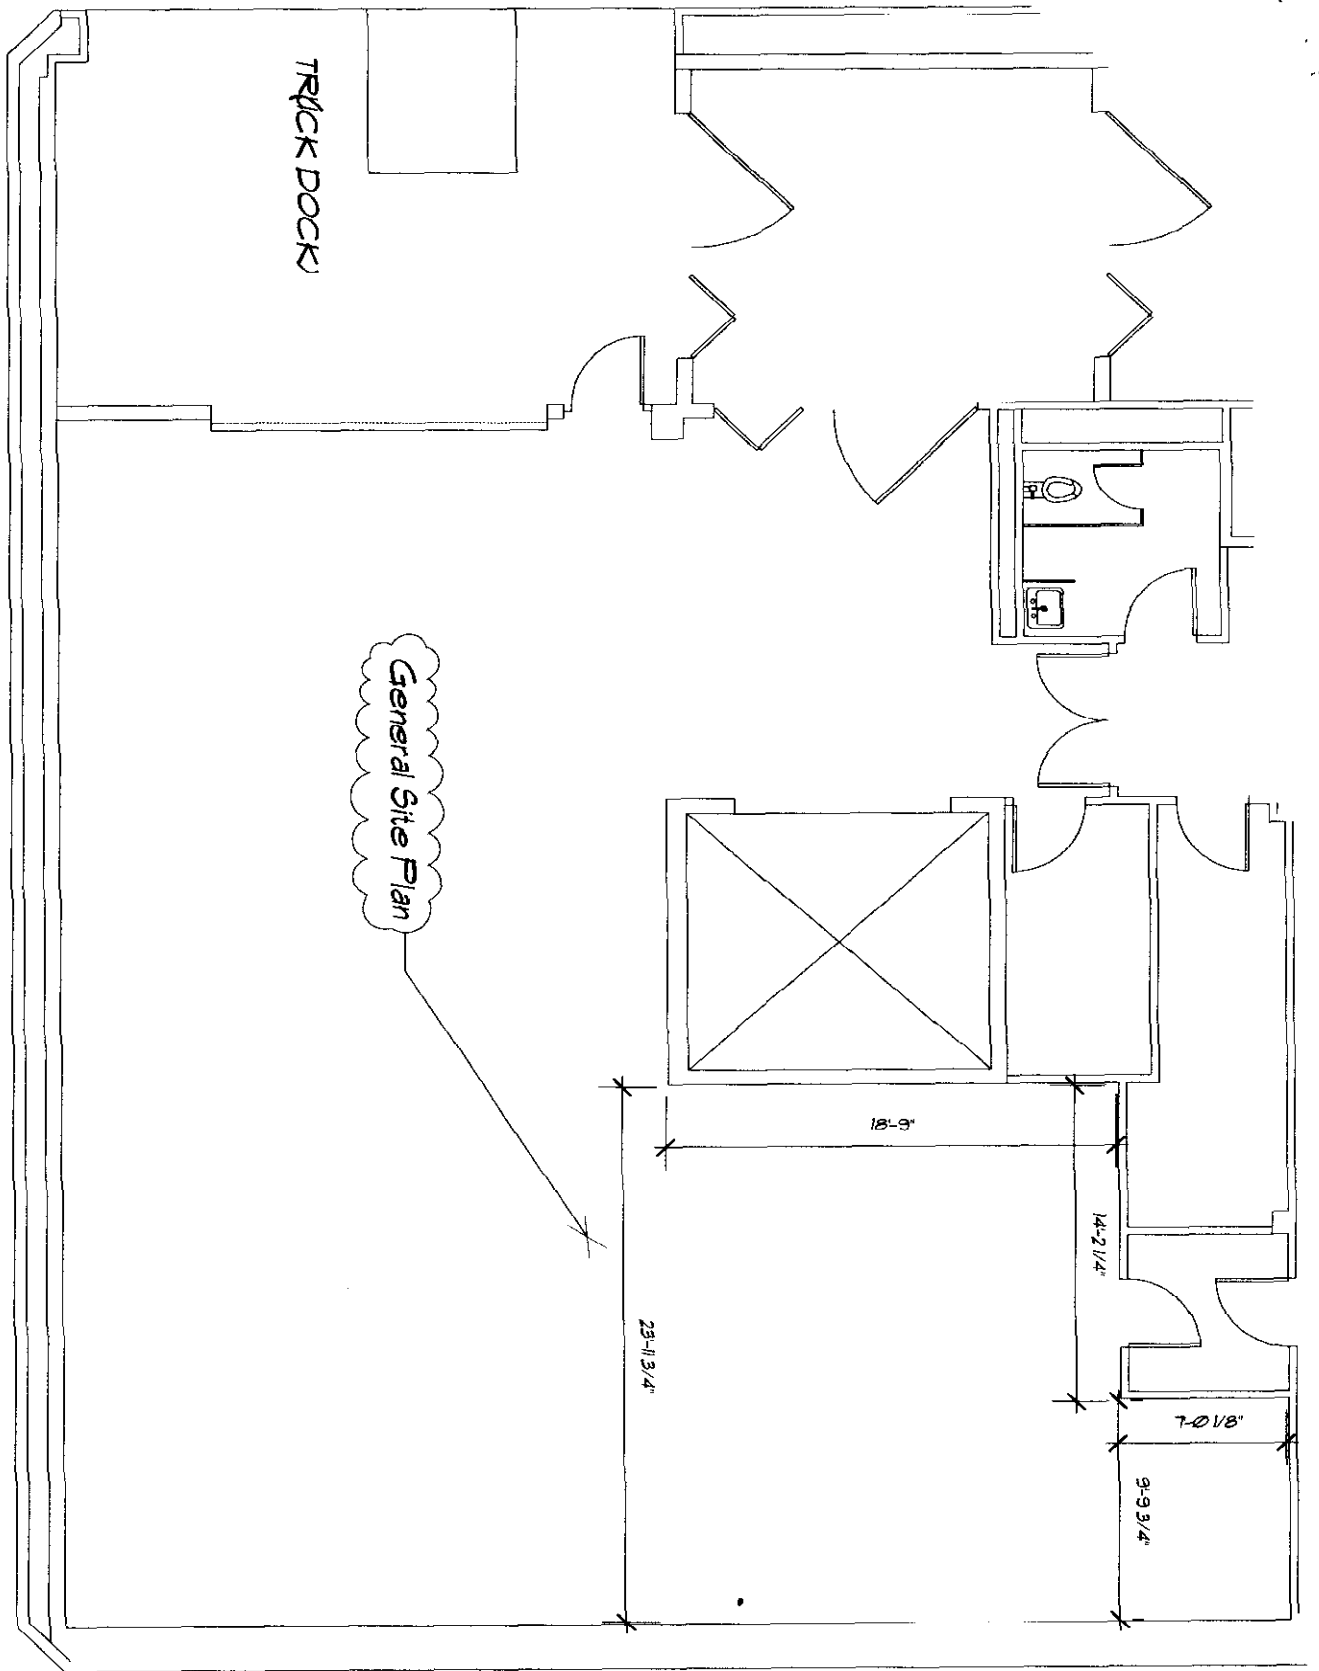 TRUCK DOCK
General Site Plan
18'-9"
14'-2 1/4"
23'-11 3/4"
7'-0 1/8"
9'-9 3/4"